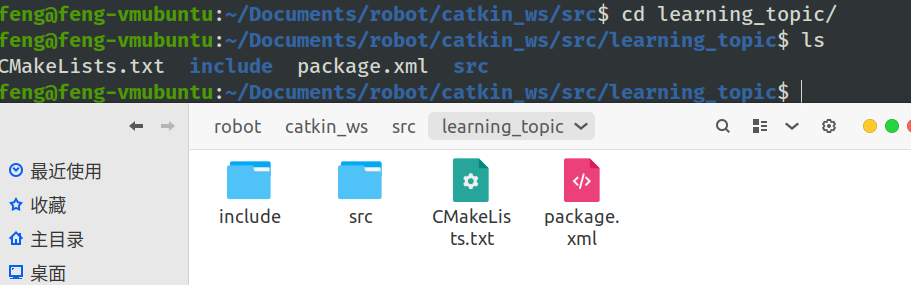 feng@feng-vmubuntu:~/Documents/robot/catkin_ws/src$ cd learning_topic/
feng@feng-vmubuntu:~/Documents/robot/catkin_ws/src/learning_topic$ ls
CMakeLists.txt  include  package.xml  src
feng@feng-vmubuntu:~/Documents/robot/catkin_ws/src/learning_topic$
robot catkin_ws src learning_topic
最近使用
收藏
主目录
桌面
include src CMakeLis package.
ts.txt xml